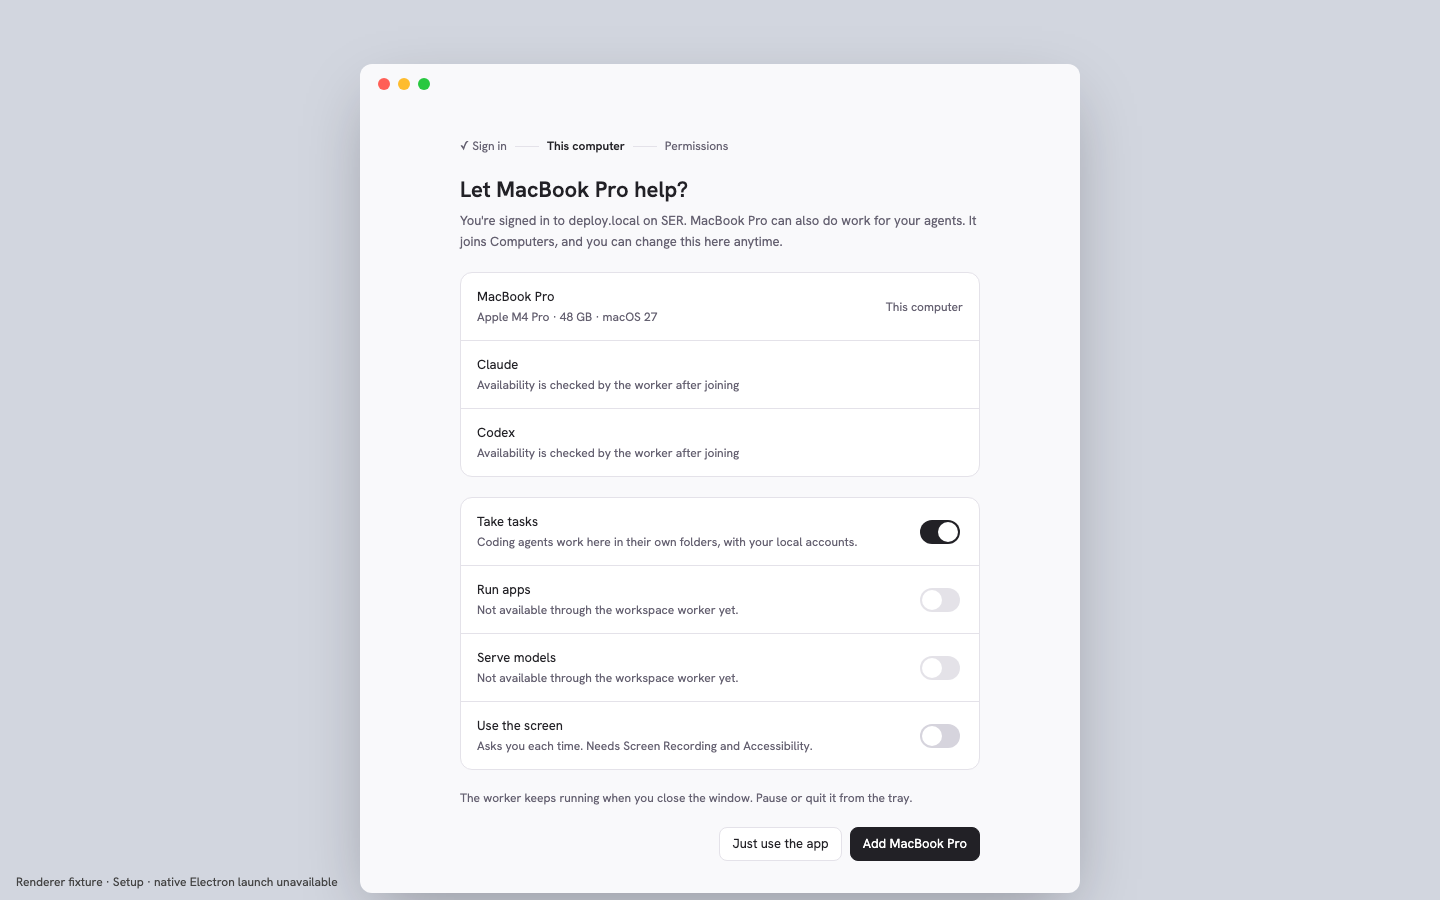 ✓ Sign in
This computer
Permissions
Let MacBook Pro help?
You're signed in to deploy.local on SER. MacBook Pro can also do work for your agents. It
joins Computers, and you can change this here anytime.
MacBook Pro
Apple M4 Pro · 48 GB · macOS 27
This computer
Claude
Availability is checked by the worker after joining
Codex
Availability is checked by the worker after joining
Take tasks
Coding agents work here in their own folders, with your local accounts.
Run apps
Not available through the workspace worker yet.
Serve models
Not available through the workspace worker yet.
Use the screen
Asks you each time. Needs Screen Recording and Accessibility.
The worker keeps running when you close the window. Pause or quit it from the tray.
Just use the app
Add MacBook Pro
Renderer fixture · Setup · native Electron launch unavailable